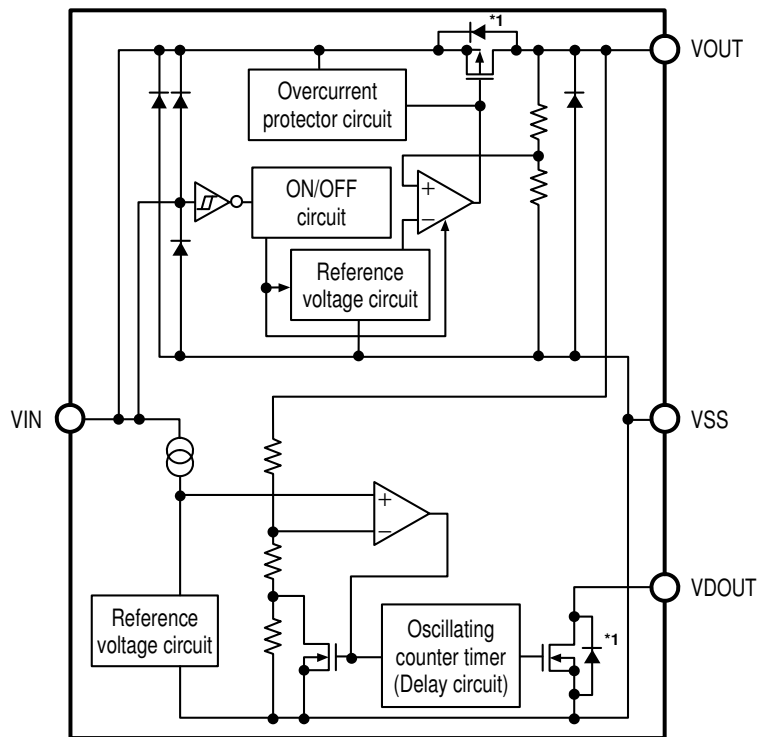 *1
VOUT
Overcurrent
protector circuit
ON/OFF
circuit
+
−
Reference
voltage circuit
VIN
VSS
+
−
VDOUT
Reference
voltage circuit
Oscillating
counter timer
(Delay circuit)
*1